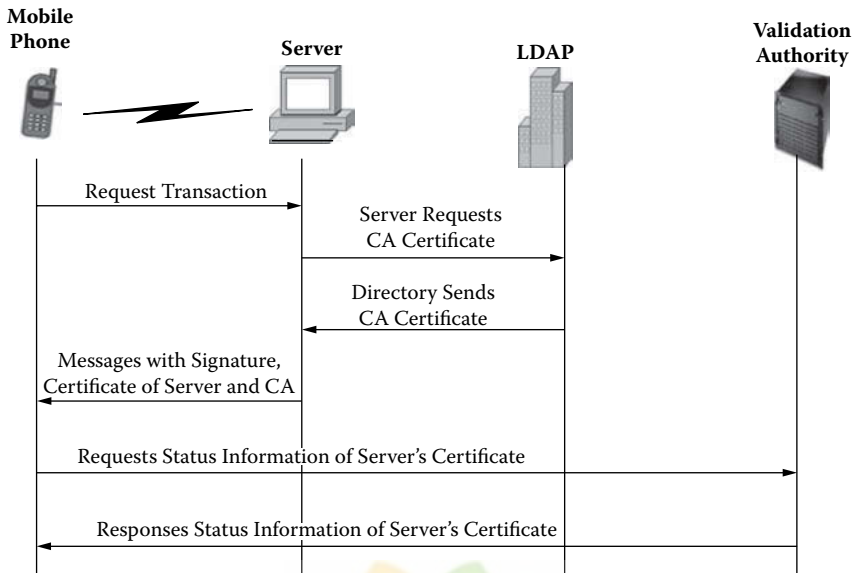 Mobile
Phone
Server
LDAP
Validation
Authority
Request Transaction
Server Requests
CA Certificate
Directory Sends
CA Certificate
Messages with Signature,
Certificate of Server and CA
Requests Status Information of Server's Certificate
Responses Status Information of Server's Certificate